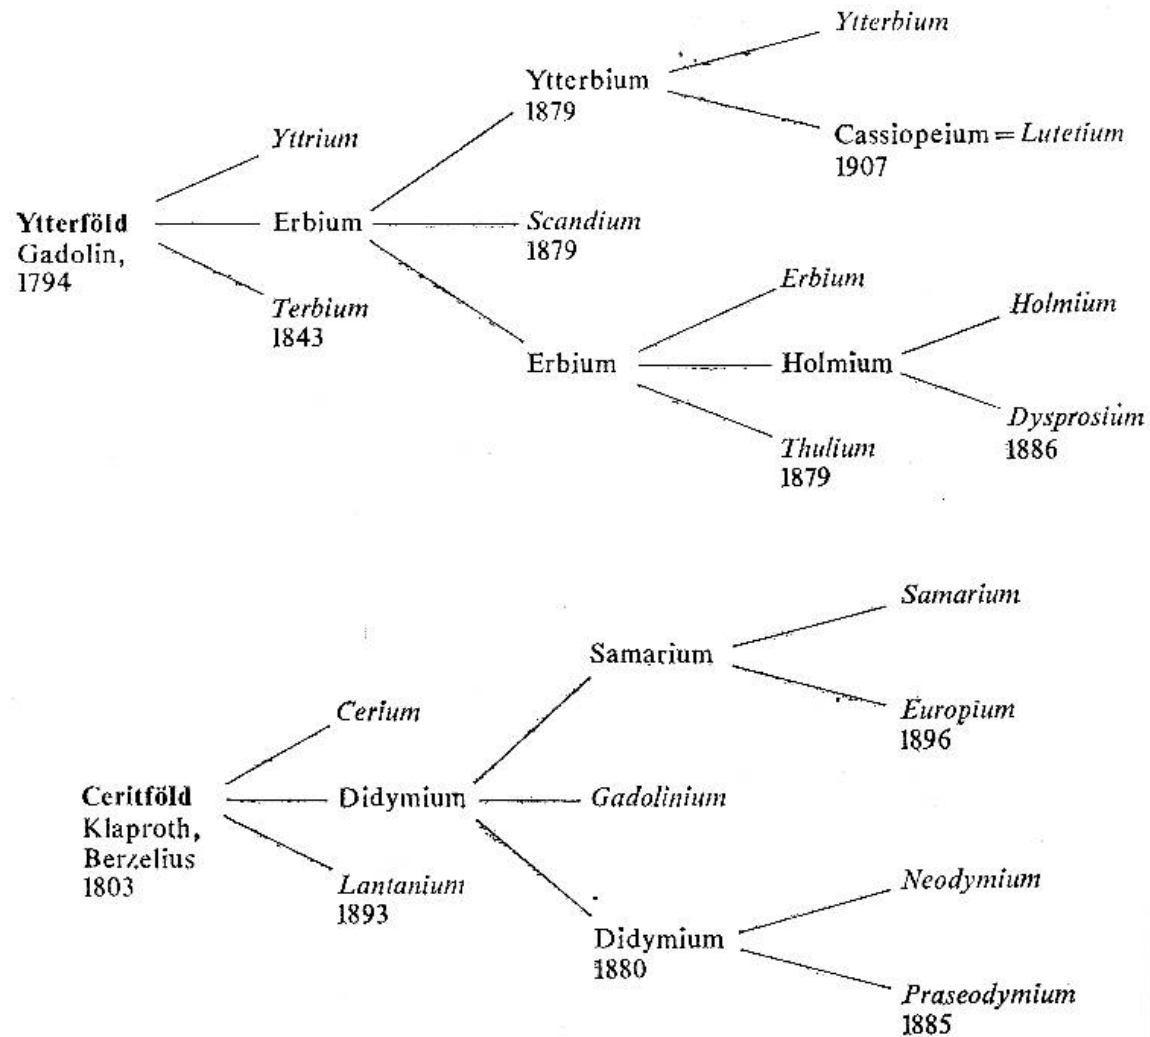 Ytterbium
Ytterbium
1879
Cassiopeium = Lutetium
1907
Yttrium
Ytterföld
Gadolin,
1794
Erbium
Scandium
1879
Terbium
1843
Erbium
Erbium
Holmium
Holmium
Dysprosium
1886
Thulium
1879
Samarium
Samarium
Europium
1896
Cerium
Ceritföld
Klaproth,
Berzelius
1803
Didymium
Gadolinium
Lantanium
1893
Neodymium
Didymium
1880
Praseodymium
1885